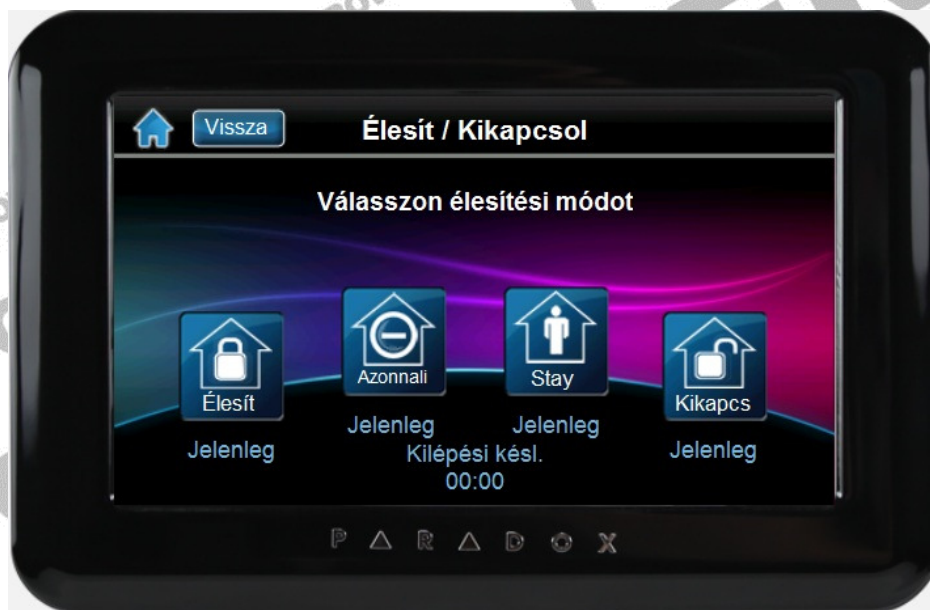 Vissza
Élesít / Kikapcsol
Válasszon élesítési módot
Élesít
Azonnali
Stay
Kikapcs
Jelenleg
Jelenleg
Jelenleg
Jelenleg
Kilépési késl.
00:00
PARADOX